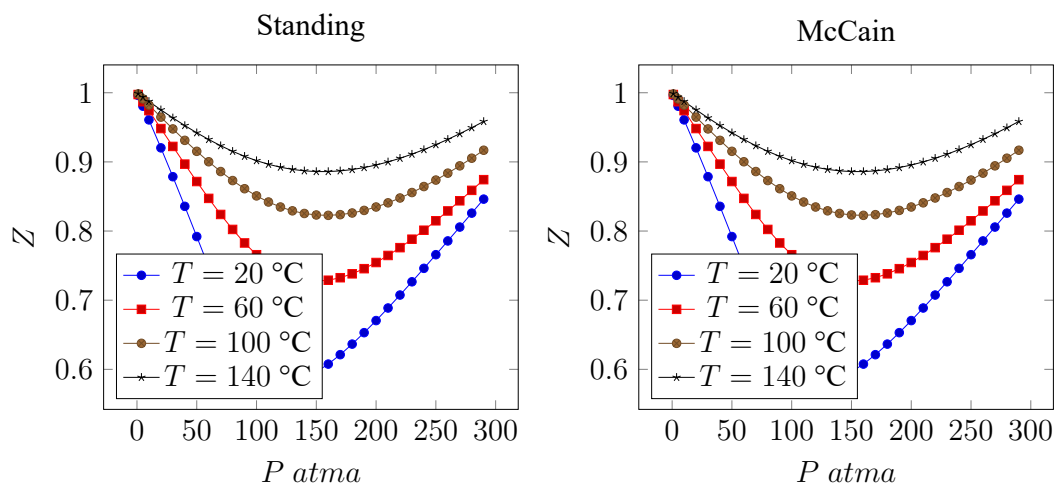 Standing
1
0.9
0.8
0.7
0.6
Z
T = 20 °C
T = 60 °C
T = 100 °C
T = 140 °C
0 50 100 150 200 250 300
P atma
McCain
1
0.9
0.8
0.7
0.6
Z
T = 20 °C
T = 60 °C
T = 100 °C
T = 140 °C
0 50 100 150 200 250 300
P atma